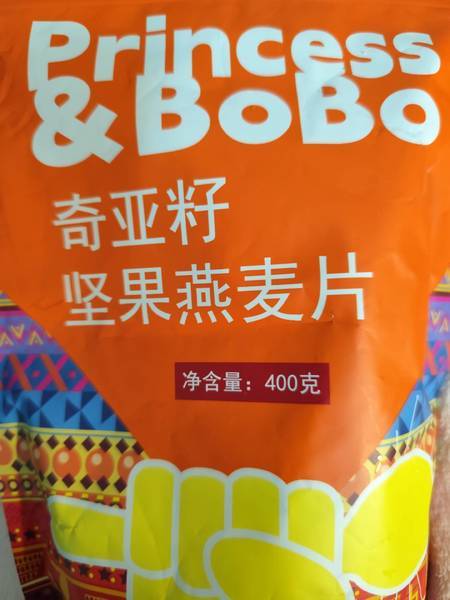 Princess
&BoBo
奇亚籽
坚果燕麦片
净含量：400克